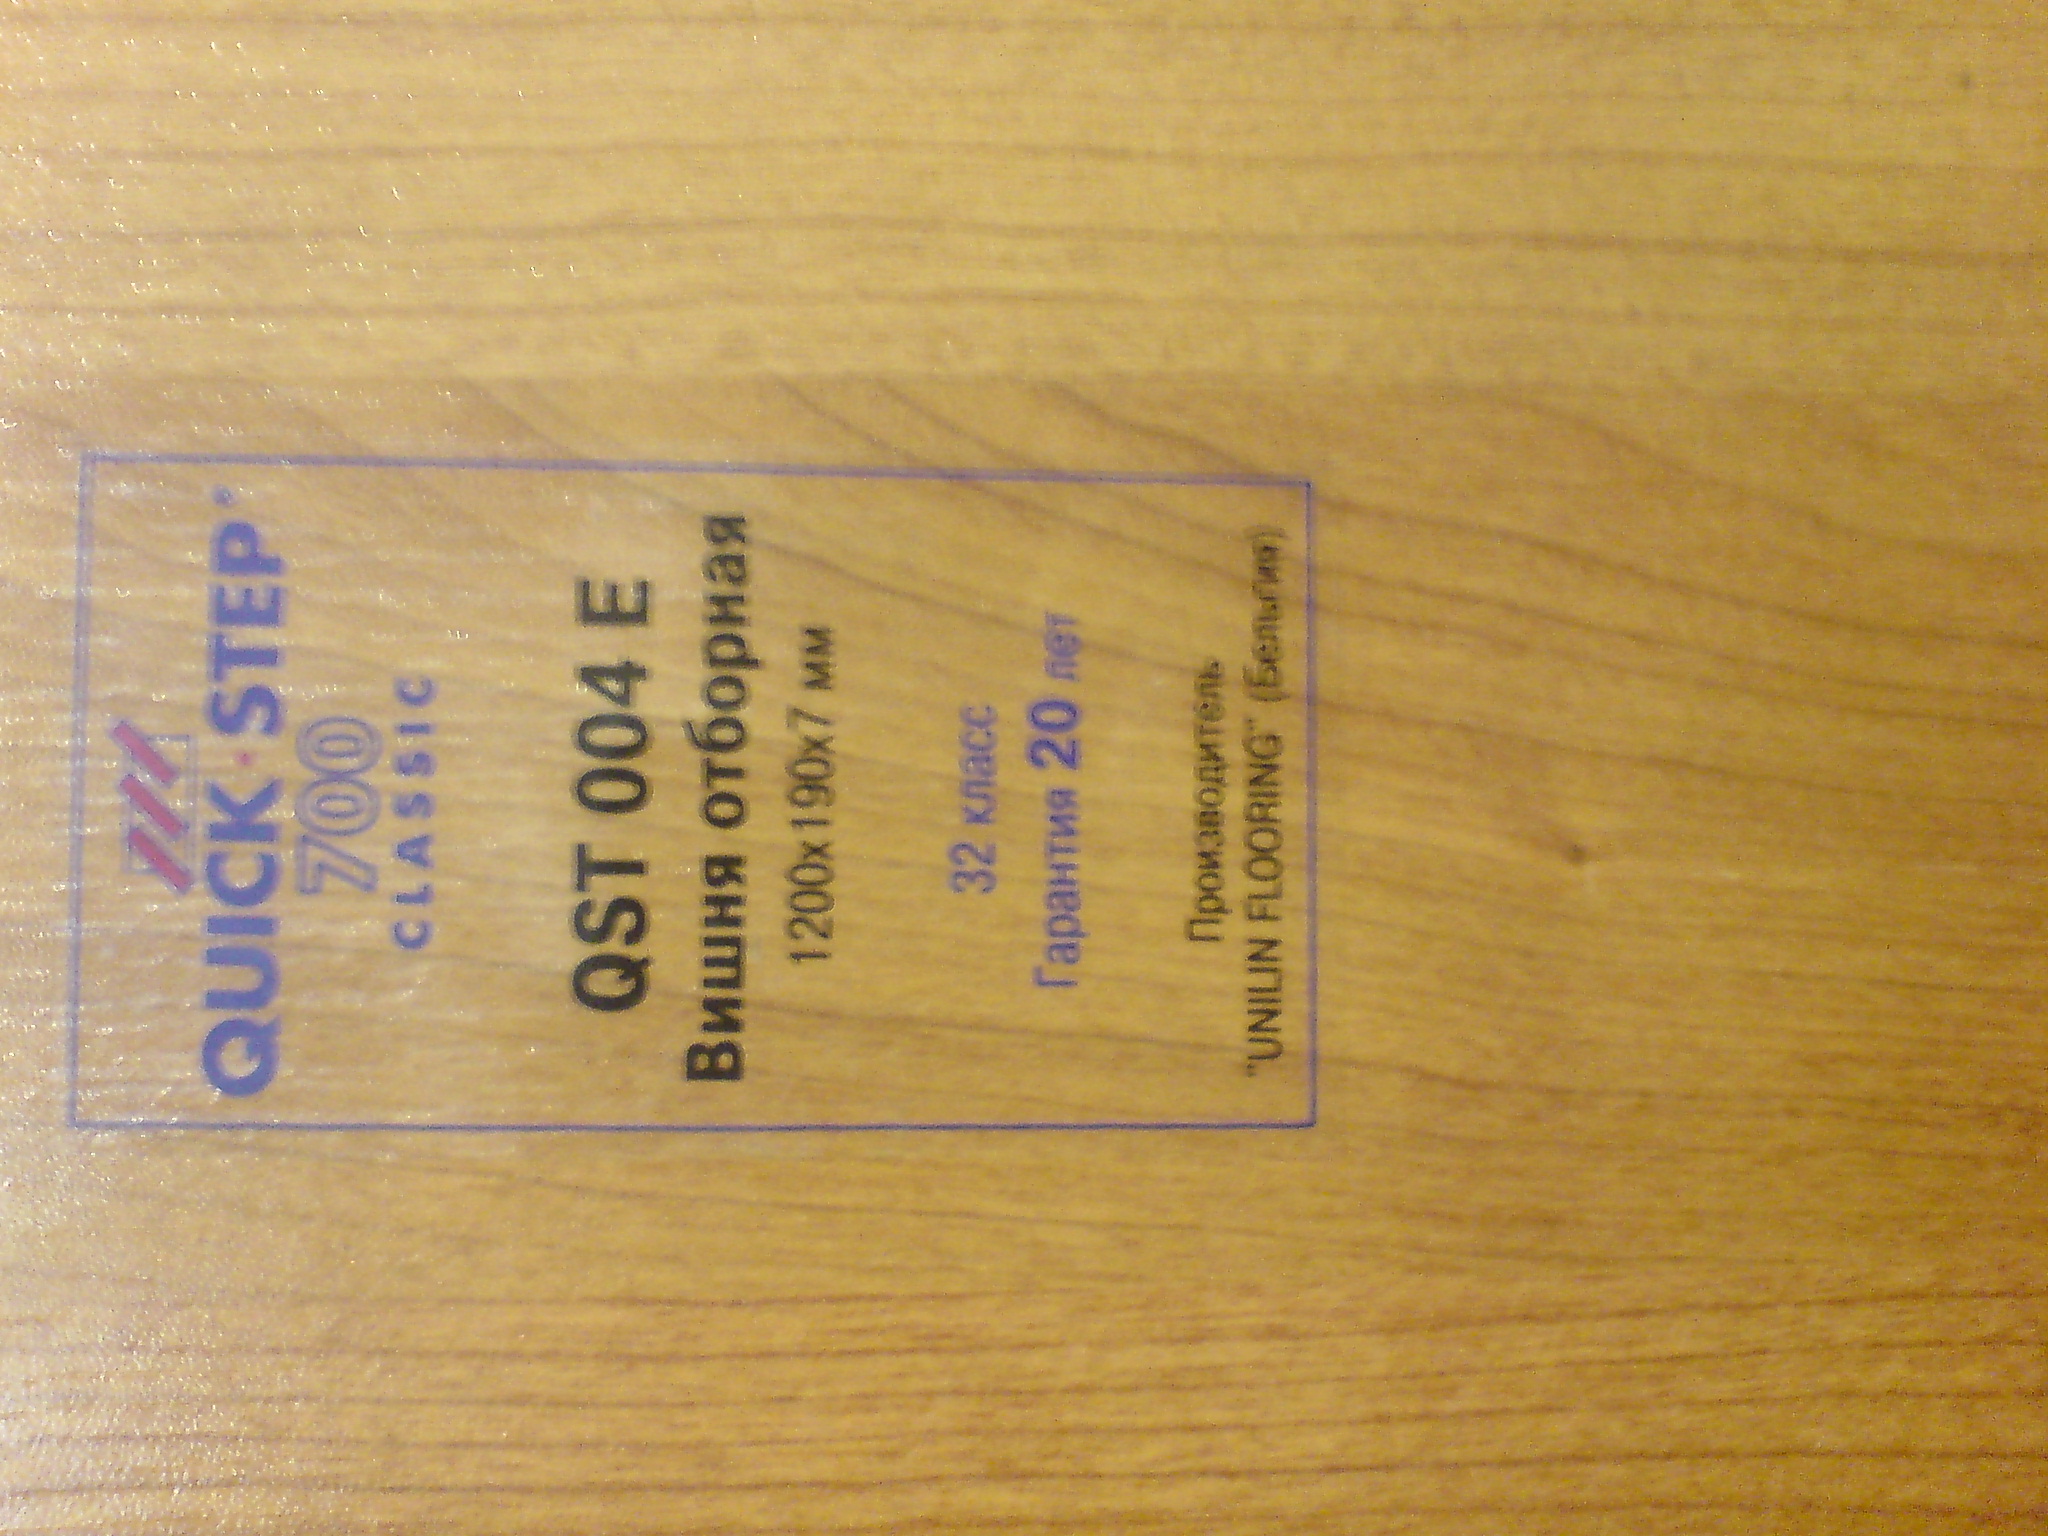 QUICK·STEP®
700
CLASSIC
QST 004 E
Вишня отборная
1200x190x7 мм
32 класс
Гарантия 20 лет
Производитель
"UNILIN FLOORING" (Бельгия)